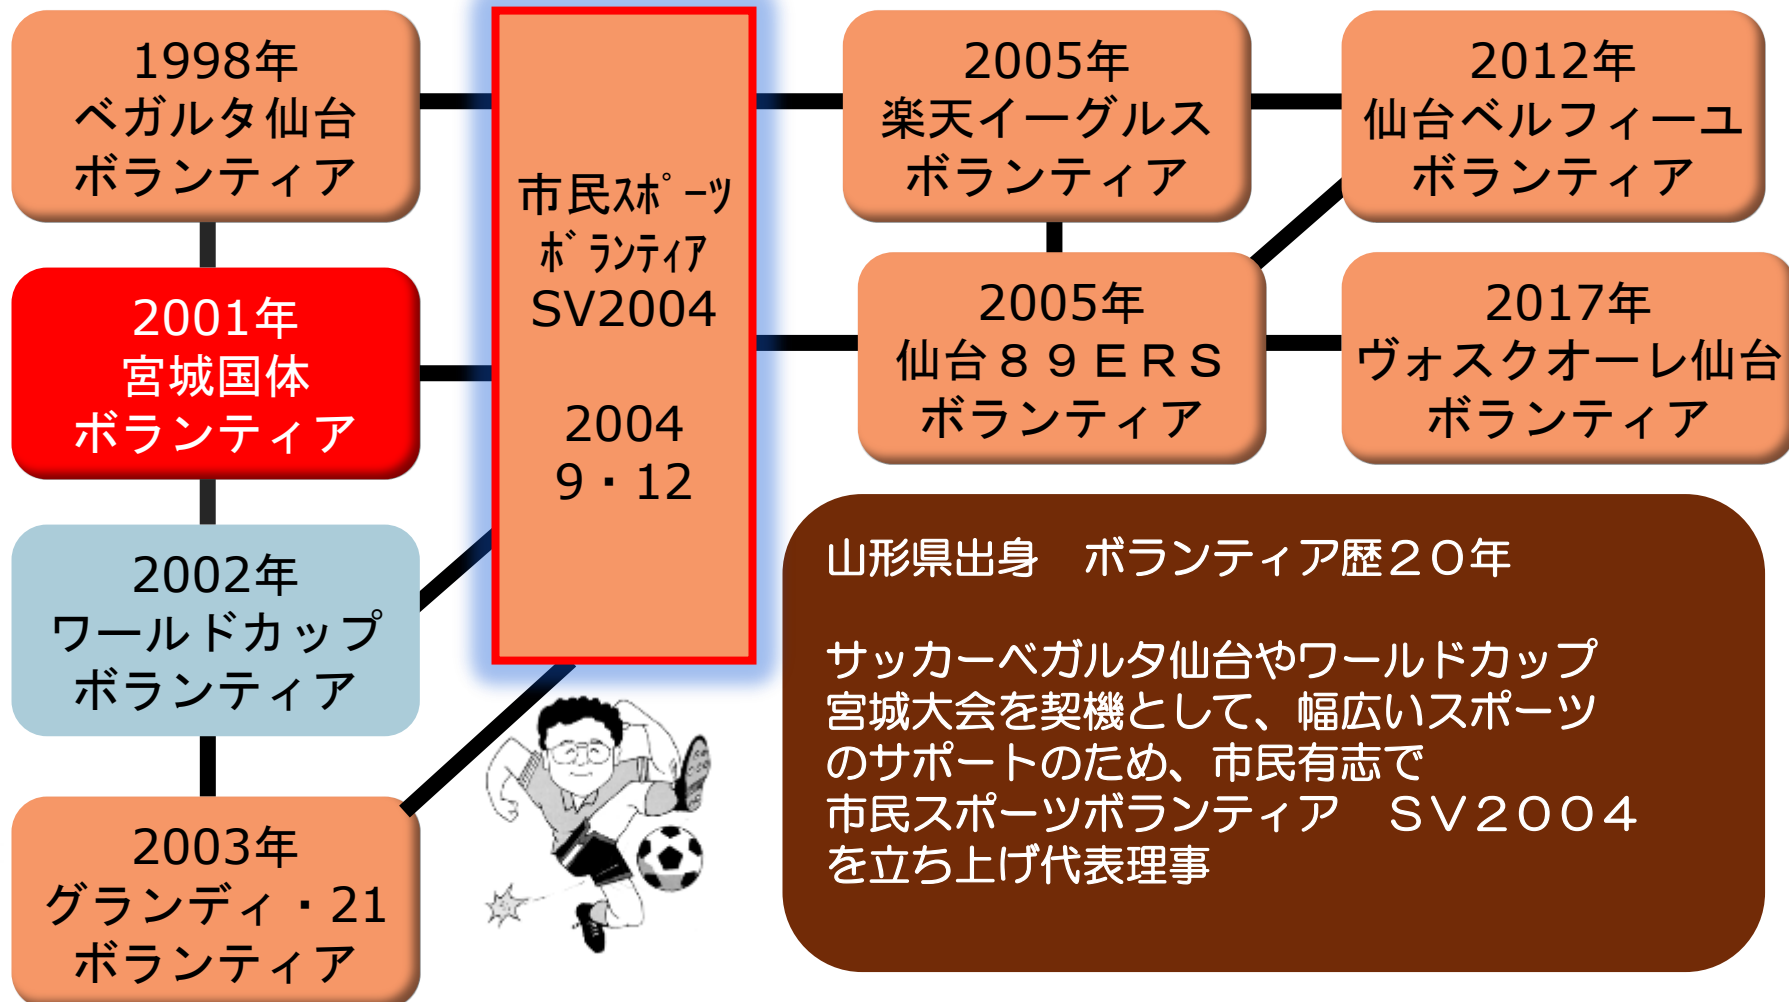 1998年
ベガルタ仙台
ボランティア
2001年
宮城国体
ボランティア
2002年
ワールドカップ
ボランティア
2003年
グランディ・21
ボランティア
市民ｽﾎﾟｰﾂ
ﾎﾞﾗﾝﾃｨｱ
SV2004
2004
9・12
2005年
楽天イーグルス
ボランティア
2012年
仙台ベルフィーユ
ボランティア
2005年
仙台８９ＥＲＳ
ボランティア
2017年
ヴォスクオーレ仙台
ボランティア
山形県出身　ボランティア歴２０年
サッカーベガルタ仙台やワールドカップ
宮城大会を契機として、幅広いスポーツ
のサポートのため、市民有志で
市民スポーツボランティア　ＳＶ２００４
を立ち上げ代表理事